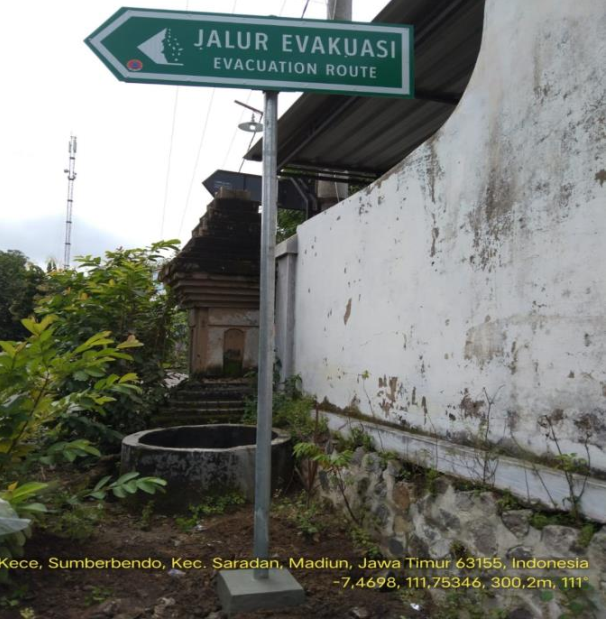 JALUR EVAKUASI
EVACUATION ROUTE
Kece, Sumberbendo, Kec. Saradan, Madiun, Jawa Timur 63155, Indonesia
-7,4698, 111,75346, 300,2m, 111°